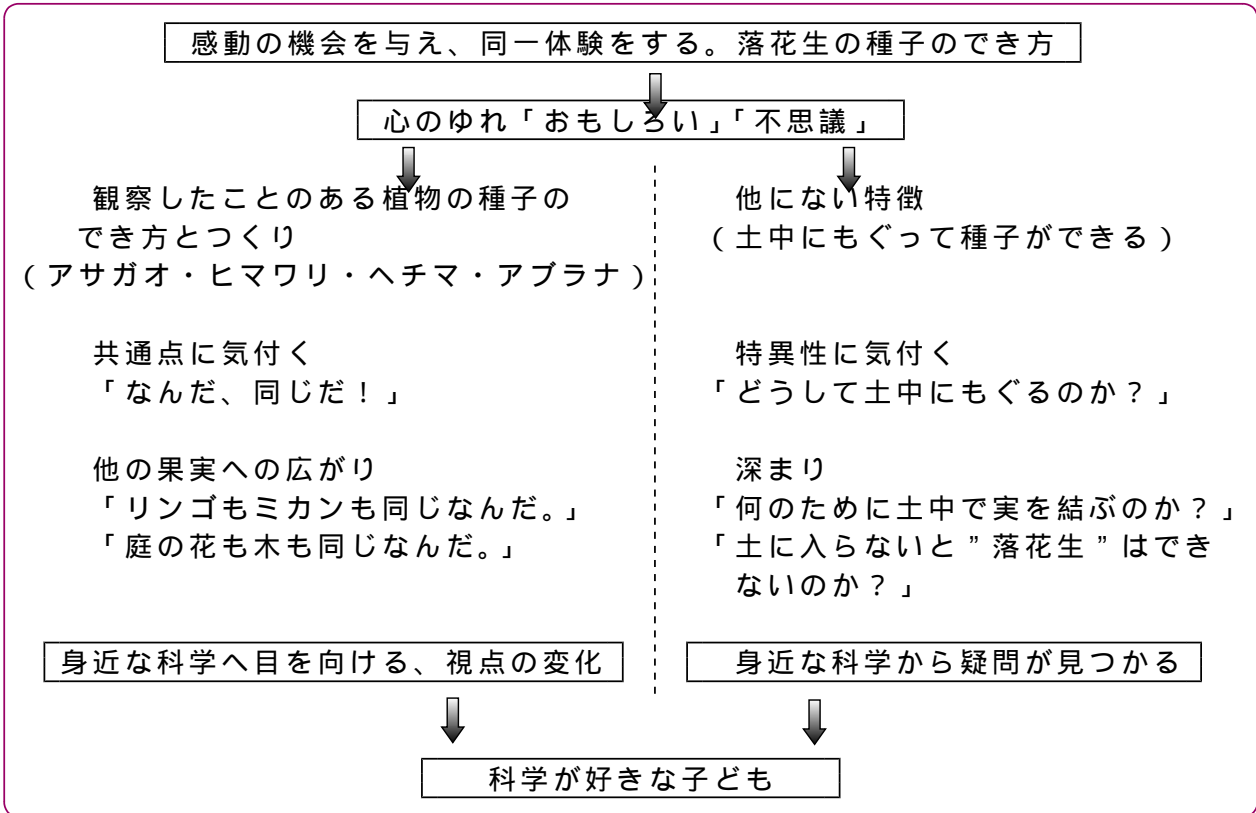 感動の機会を与え、同一体験をする。落花生の種子のでき方
心のゆれ「おもしろい」「不思議」
観察したことのある植物の種子の
でき方とつくり
(アサガオ・ヒマワリ・ヘチマ・アブラナ)
共通点に気付く
「なんだ、同じだ!」
他の果実への広がり
「リンゴもミカンも同じなんだ。」
「庭の花も木も同じなんだ。」
身近な科学へ目を向ける、視点の変化
他にない特徴
(土中にもぐって種子ができる)
特異性に気付く
「どうして土中にもぐるのか?」
深まり
「何のために土中で実を結ぶのか?」
「土に入らないと”落花生”はでき
ないのか?」
身近な科学から疑問が見つかる
科学が好きな子ども